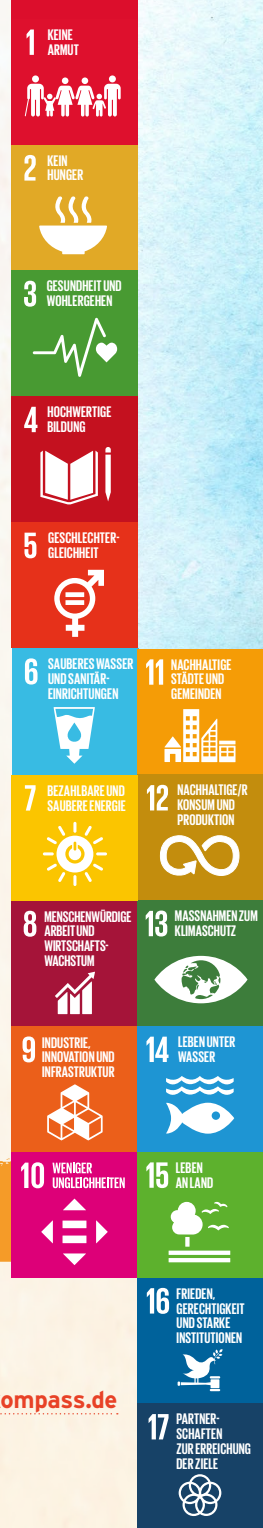 1 KEINE
ARMUT
2 KEIN
HUNGER
3 GESUNDHEIT UND
WOHLERGEHEN
4 HOCHWERTIGE
BILDUNG
5 GESCHLECHTER-
GLEICHHEIT
6 SAUBERES WASSER
UND SANITÄR-
EINRICHTUNGEN
7 BEZAHLBARE UND
SAUBERE ENERGIE
8 MENSCHENWÜRDIGE
ARBEIT UND
WIRTSCHAFTS-
WACHSTUM
9 INDUSTRIE,
INNOVATION UND
INFRASTRUKTUR
10 WENIGER
UNGLEICHHEITEN
11 NACHHALTIGE
STÄDTE UND
GEMEINDEN
12 NACHHALTIGE/R
KONSUM UND
PRODUKTION
13 MASSNAHMEN ZUM
KLIMASCHUTZ
14 LEBEN UNTER
WASSER
15 LEBEN
AN LAND
16 FRIEDEN,
GERECHTIGKEIT
UND STARKE
INSTITUTIONEN
17 PARTNER-
SCHAFTEN
ZUR ERREICHUNG
DER ZIELE
ompass.de